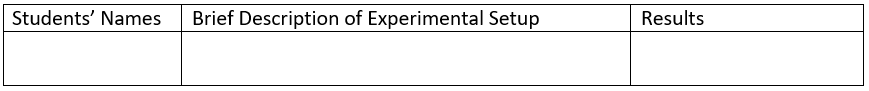 Students’ Names Brief Description of Experimental Setup Results